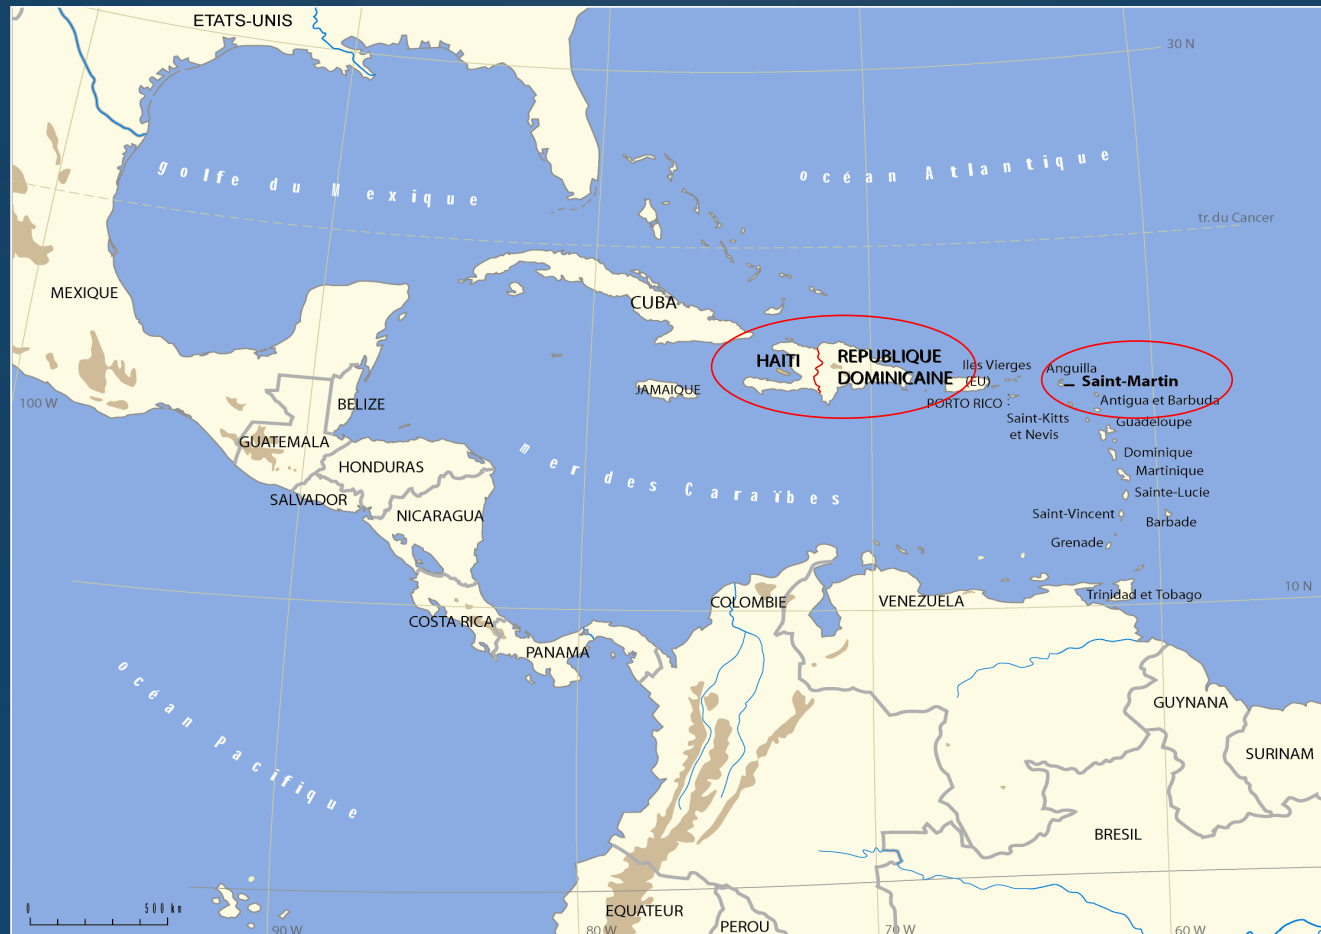 ETATS-UNIS
30 N
golfe du Mexique
océan Atlantique
tr. du Cancer
MEXIQUE
CUBA
HAITI
REPUBLIQUE
DOMINICAINE
Iles Vierges
(EU)
Anguilla
Saint-Martin
JAMAIQUE
PORTO RICO
Antigua et Barbuda
100 W
BELIZE
Saint-Kitts
et Nevis
Guadeloupe
GUATEMALA
Dominique
HONDURAS
Martinique
mer des Caraïbes
SALVADOR
Sainte-Lucie
NICARAGUA
Saint-Vincent
Barbade
Grenade
10 N
COLOMBIE
VENEZUELA
Trinidad et Tobago
COSTA RICA
PANAMA
océan Pacifique
GUYNANA
SURINAM
BRESIL
0 500 km
EQUATEUR
PEROU
90 W
80 W
70 W
60 W